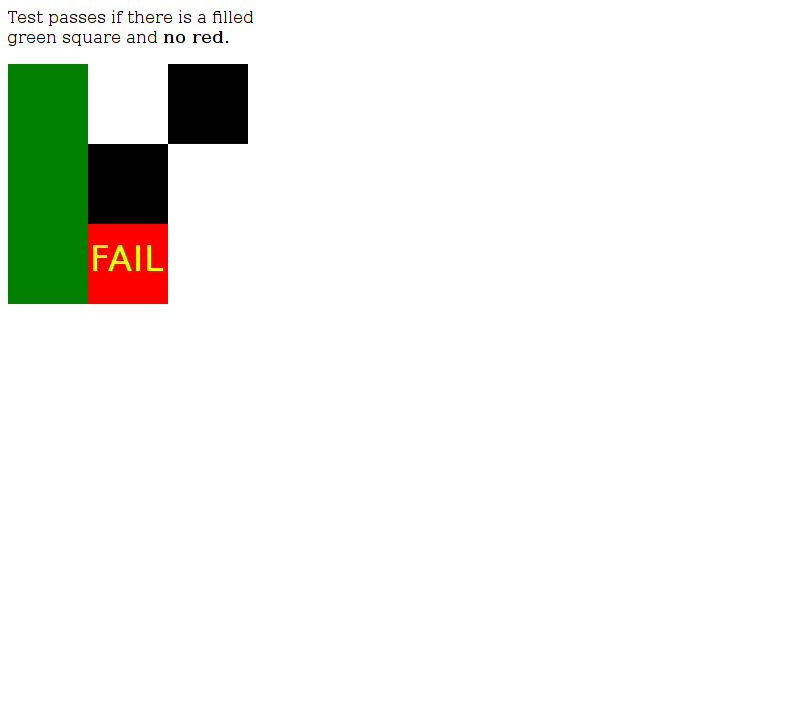 Test passes if there is a filled
green square and no red.
FAIL